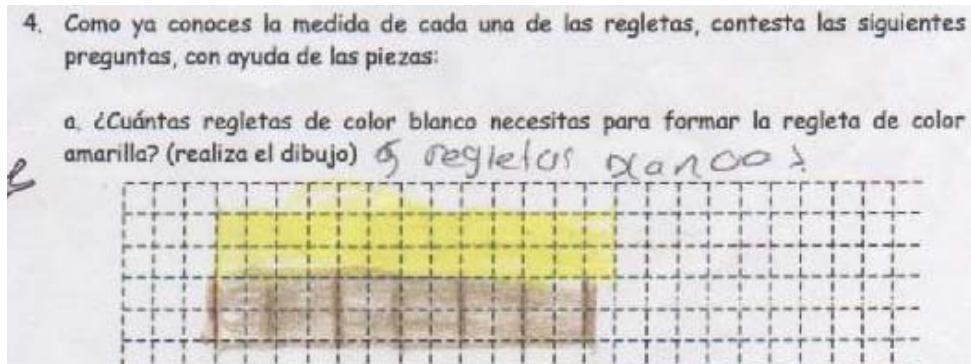 4. Como ya conoces la medida de cada una de las regletas, contesta las siguientes
preguntas, con ayuda de las piezas:
a. ¿Cuántas regletas de color blanco necesitas para formar la regleta de color
amarilla? (realiza el dibujo) regletas blancas